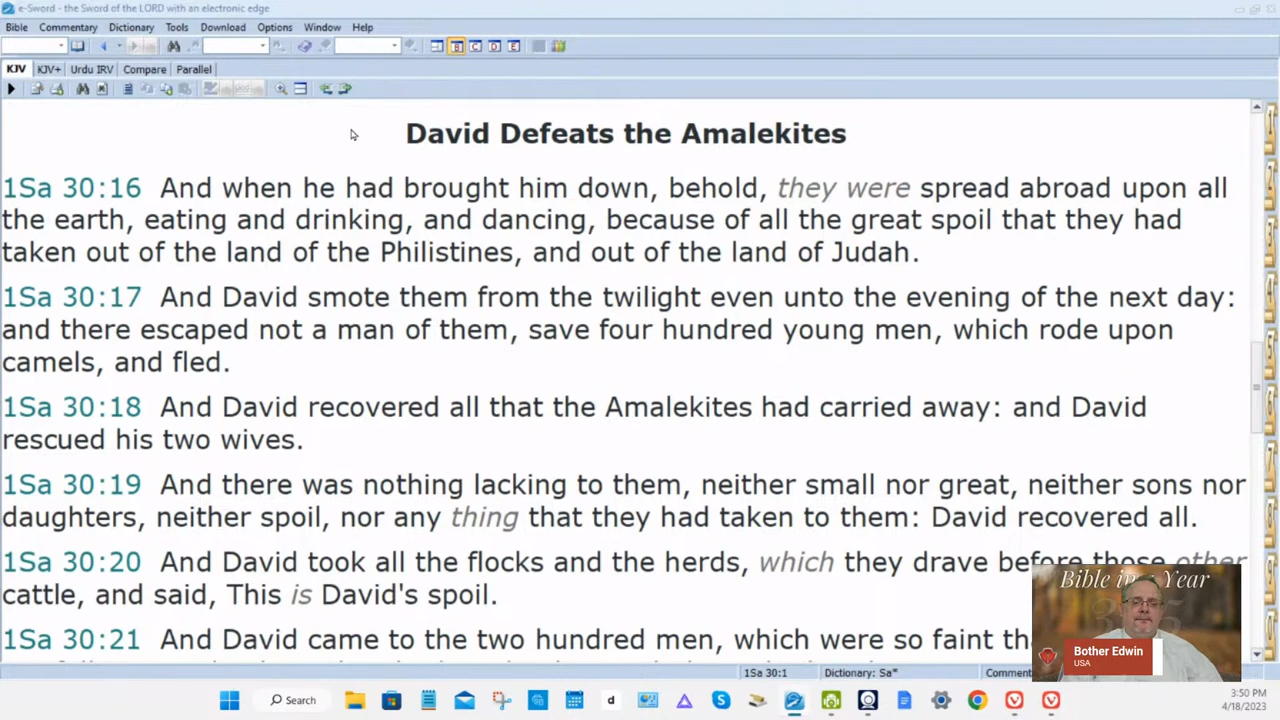 e-Sword - the Sword of the LORD with an electronic edge
Bible Commentary Dictionary Tools Download Options Window Help
KJV KJV+ Urdu IRV Compare Parallel
David Defeats the Amalekites
1Sa 30:16 And when he had brought him down, behold, they were spread abroad upon all
the earth, eating and drinking, and dancing, because of all the great spoil that they had
taken out of the land of the Philistines, and out of the land of Judah.
1Sa 30:17 And David smote them from the twilight even unto the evening of the next day:
and there escaped not a man of them, save four hundred young men, which rode upon
camels, and fled.
1Sa 30:18 And David recovered all that the Amalekites had carried away: and David
rescued his two wives.
1Sa 30:19 And there was nothing lacking to them, neither small nor great, neither sons nor
daughters, neither spoil, nor any thing that they had taken to them: David recovered all.
1Sa 30:20 And David took all the flocks and the herds, which they drave before those other
cattle, and said, This is David's spoil.
1Sa 30:21 And David came to the two hundred men, which were so faint
Bible in a Year
365
Bother Edwin
USA
1Sa 30:1 Dictionary: Sa* Comment
Search
d
3:50 PM
4/18/2023